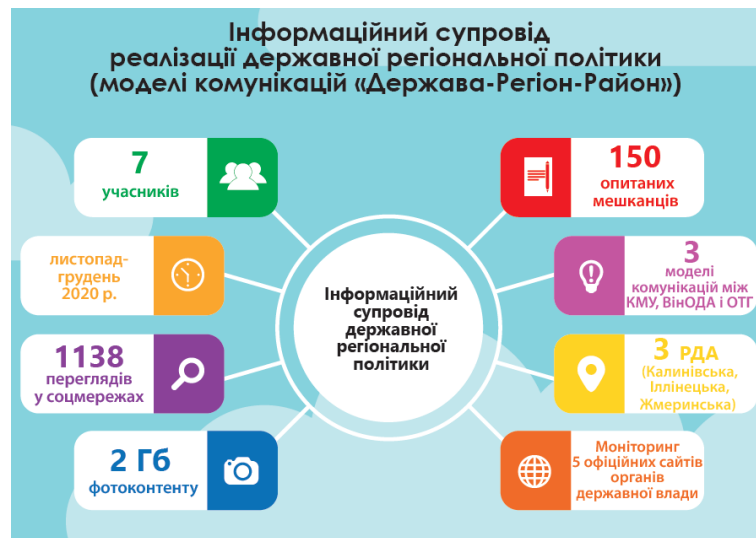 Інформаційний супровід
реалізації державної регіональної політики
(моделі комунікацій «Держава-Регіон-Район»)
7
учасників
листопад-
грудень
2020 р.
1138
переглядів
у соцмережах
2 Гб
фотоконтенту
Інформаційний
супровід
державної
регіональної
політики
150
опитаних
мешканців
3
моделі
комунікацій між
КМУ, ВінОДА і ОТГ
3 РДА
(Калинівська,
Іллінецька,
Жмеринська)
Моніторинг
5 офіційних сайтів
органів
державної влади